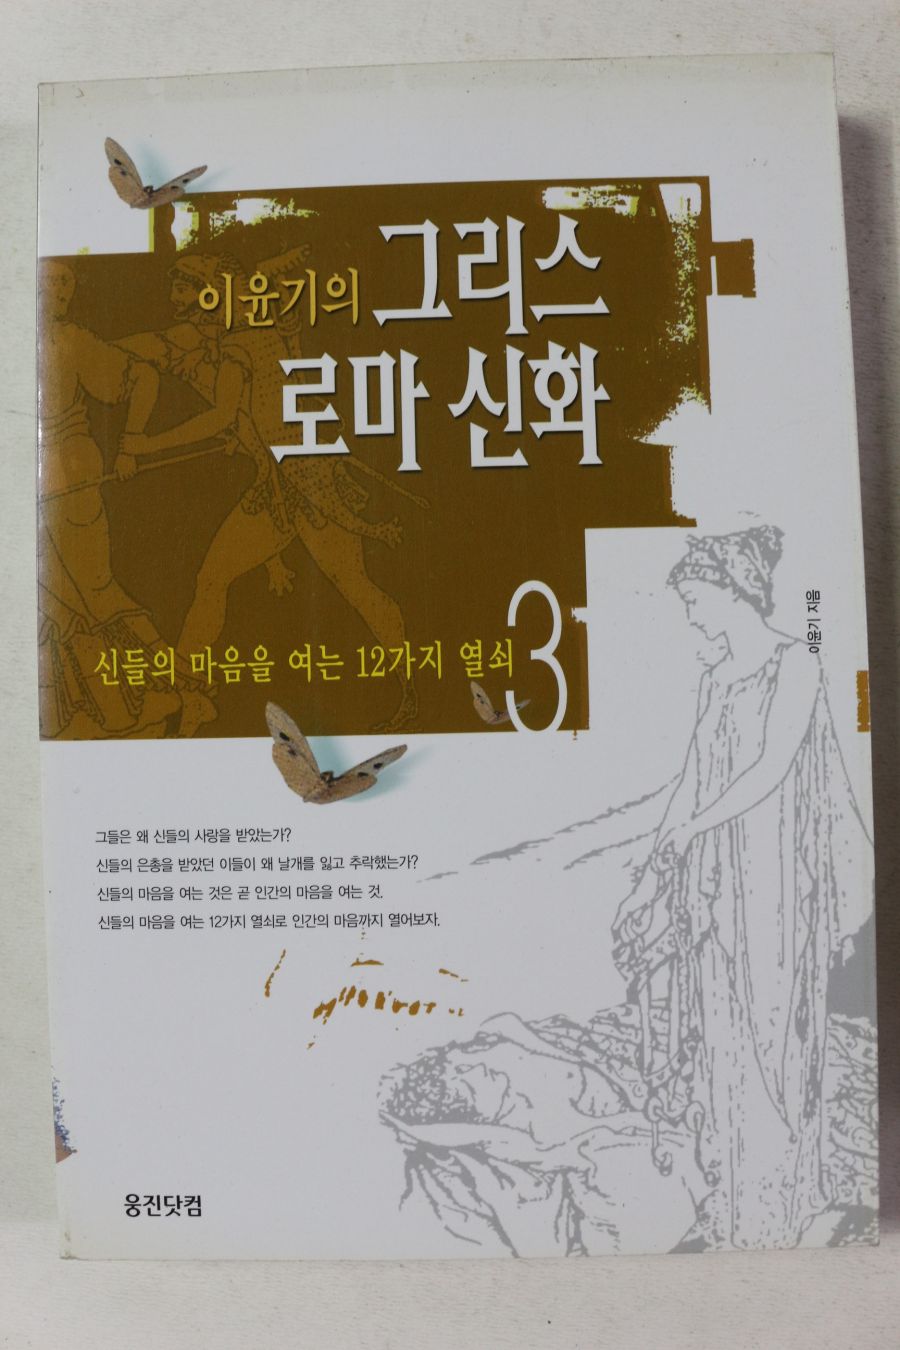 이윤기의 그리스
로마 신화
신들의 마음을 여는 12가지 열쇠
3
이윤기 지음
그들은 왜 신들의 사랑을 받았는가?
신들의 은총을 받았던 이들이 왜 날개를 잃고 추락했는가?
신들의 마음을 여는 것은 곧 인간의 마음을 여는 것.
신들의 마음을 여는 12가지 열쇠로 인간의 마음까지 열어보자.
웅진닷컴